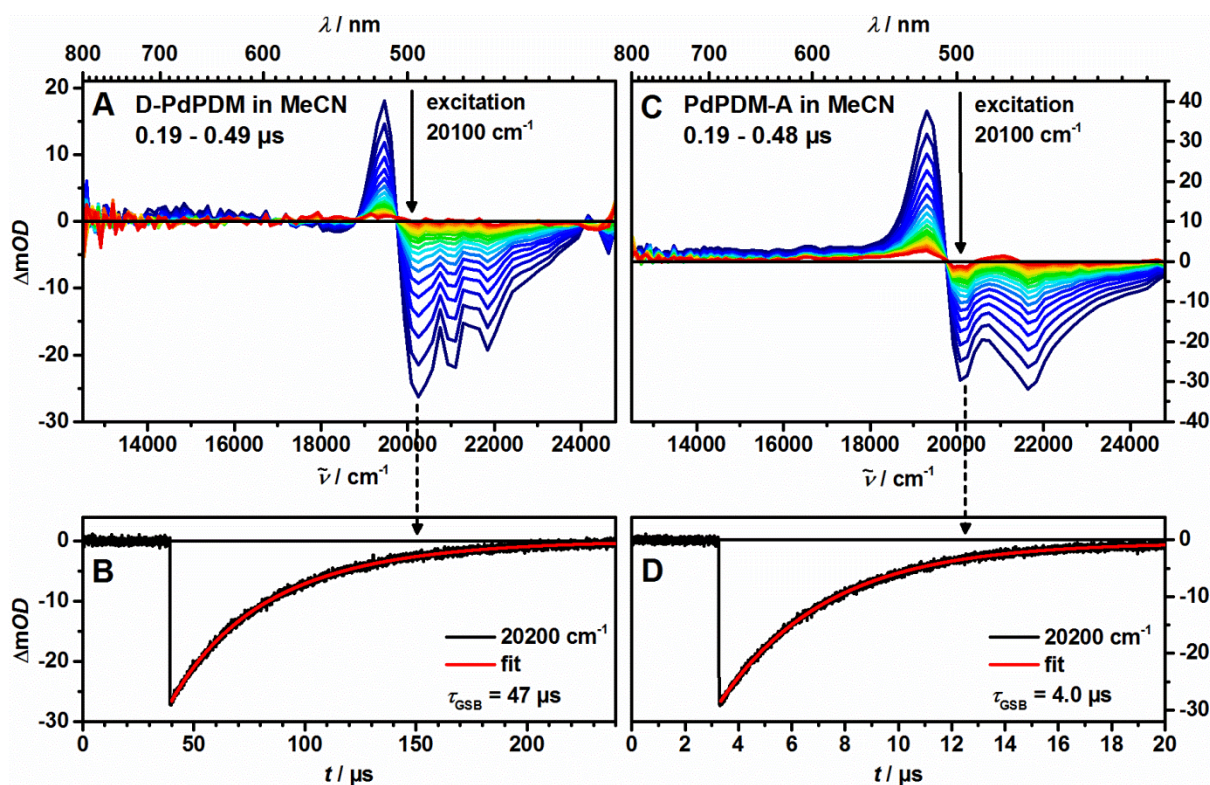 λ / nm
800 700 600 500
λ / nm
800 700 600 500
A
D-PdPDM in MeCN
0.19 - 0.49 µs
excitation
20100 cm-1
C
PdPDM-A in MeCN
0.19 - 0.48 µs
excitation
20100 cm-1
20
10
0
-10
-20
-30
ΔmOD
40
30
20
10
0
-10
-20
-30
-40
14000 16000 18000 20000 22000 24000
ṽ / cm-1
14000 16000 18000 20000 22000 24000
ṽ / cm-1
0
-10
-20
-30
ΔmOD
B
20200 cm-1
fit
τGSB = 47 µs
D
20200 cm-1
fit
τGSB = 4.0 µs
0
-10
-20
-30
0 50 100 150 200
t / µs
0 2 4 6 8 10 12 14 16 18 20
t / µs